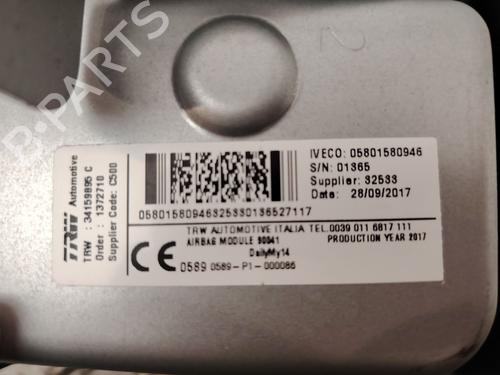 TRW Automotive
TRW : 34159895 C
Order : 1372710
Supplier Code: C500
IVECO: 05801580946
S/N: 01365
Supplier: 32533
Date: 28/09/2017
05801580946325330136527117
TRW AUTOMOTIVE ITALIA TEL.0039 011 6817 111
AIRBAG MODULE 90041 PRODUCTION YEAR 2017
DailyMy14
CE 0589 0589-P1-000086
B-PARTS